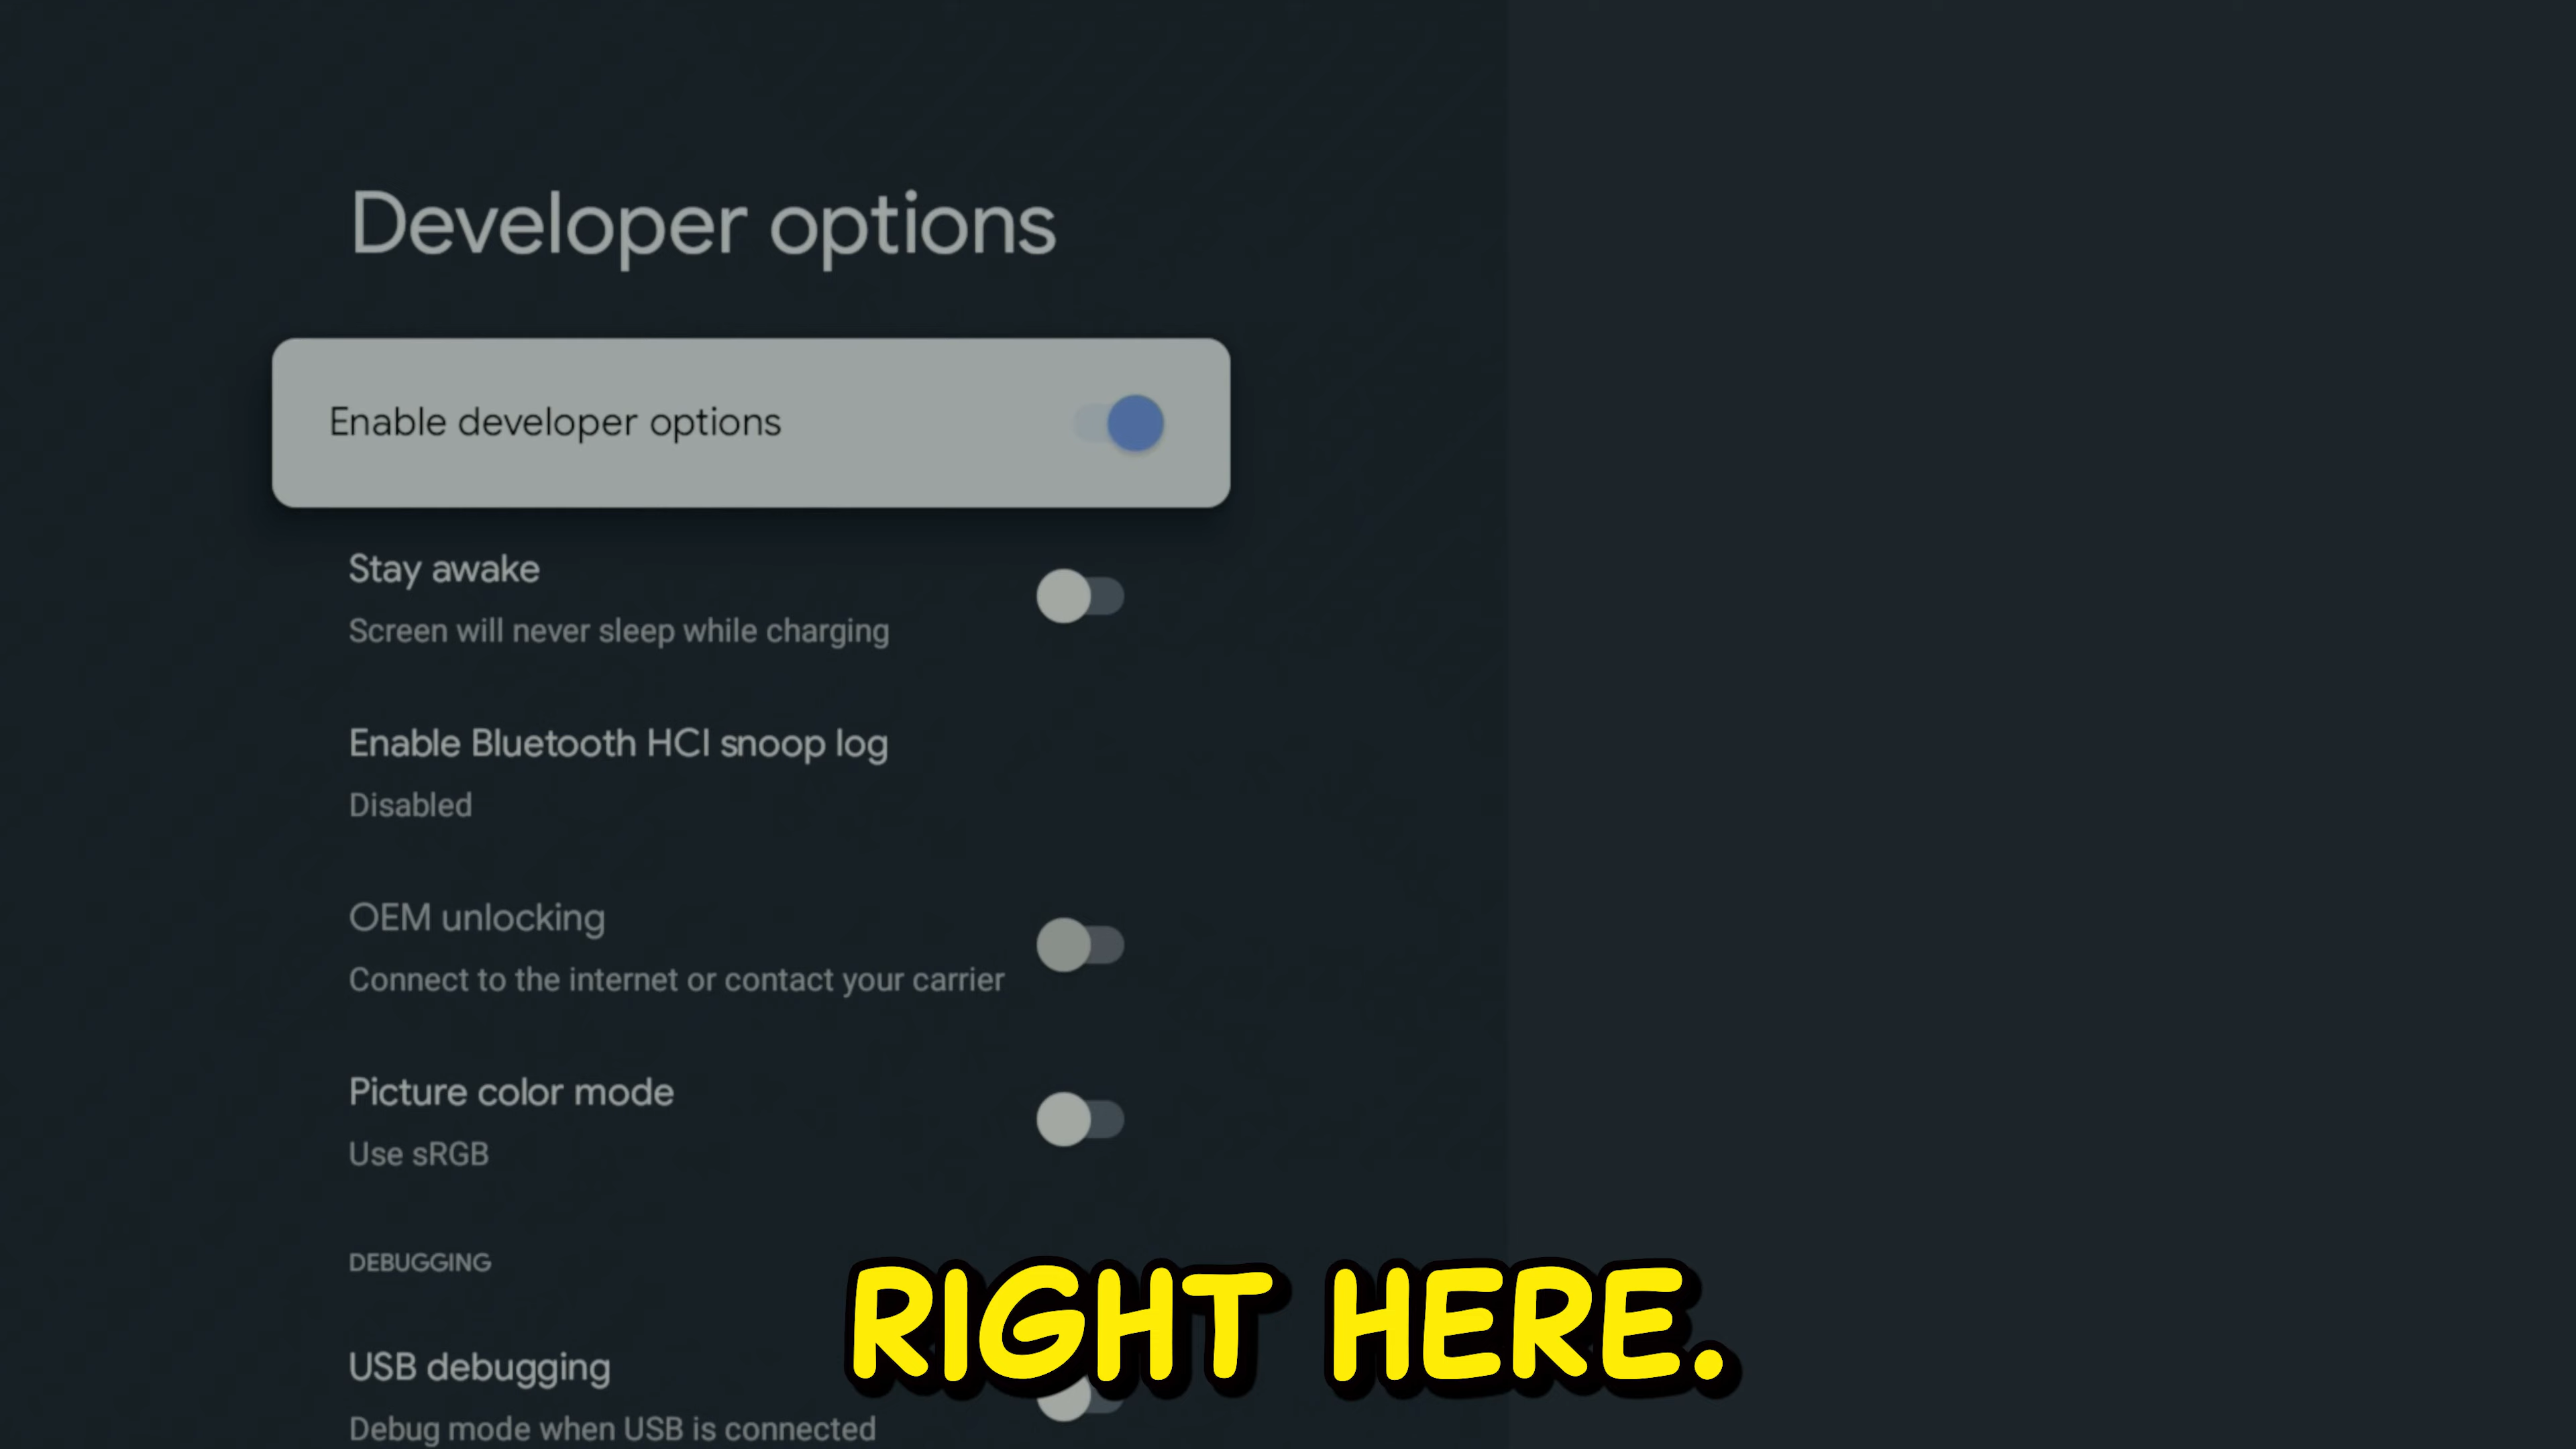 Developer options
Enable developer options
Stay awake
Screen will never sleep while charging
Enable Bluetooth HCI snoop log
Disabled
OEM unlocking
Connect to the internet or contact your carrier
Picture color mode
Use sRGB
DEBUGGING
USB debugging
Debug mode when USB is connected
RIGHT HERE.